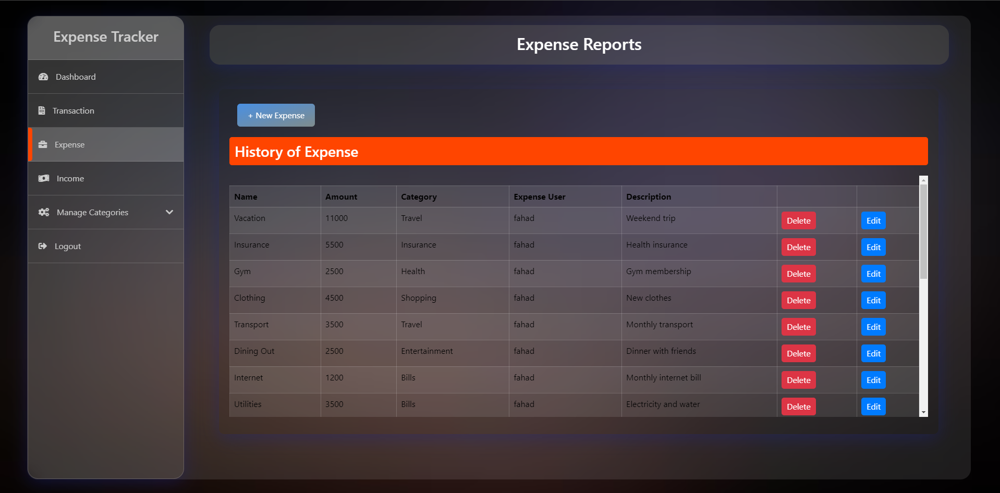 Expense Tracker
Dashboard
Transaction
Expense
Income
Manage Categories
Logout
Expense Reports
+ New Expense
History of Expense
Name Amount Category Expense User Description
Vacation 11000 Travel fahad Weekend trip Delete Edit
Insurance 5500 Insurance fahad Health insurance Delete Edit
Gym 2500 Health fahad Gym membership Delete Edit
Clothing 4500 Shopping fahad New clothes Delete Edit
Transport 3500 Travel fahad Monthly transport Delete Edit
Dining Out 2500 Entertainment fahad Dinner with friends Delete Edit
Internet 1200 Bills fahad Monthly internet bill Delete Edit
Utilities 3500 Bills fahad Electricity and water Delete Edit